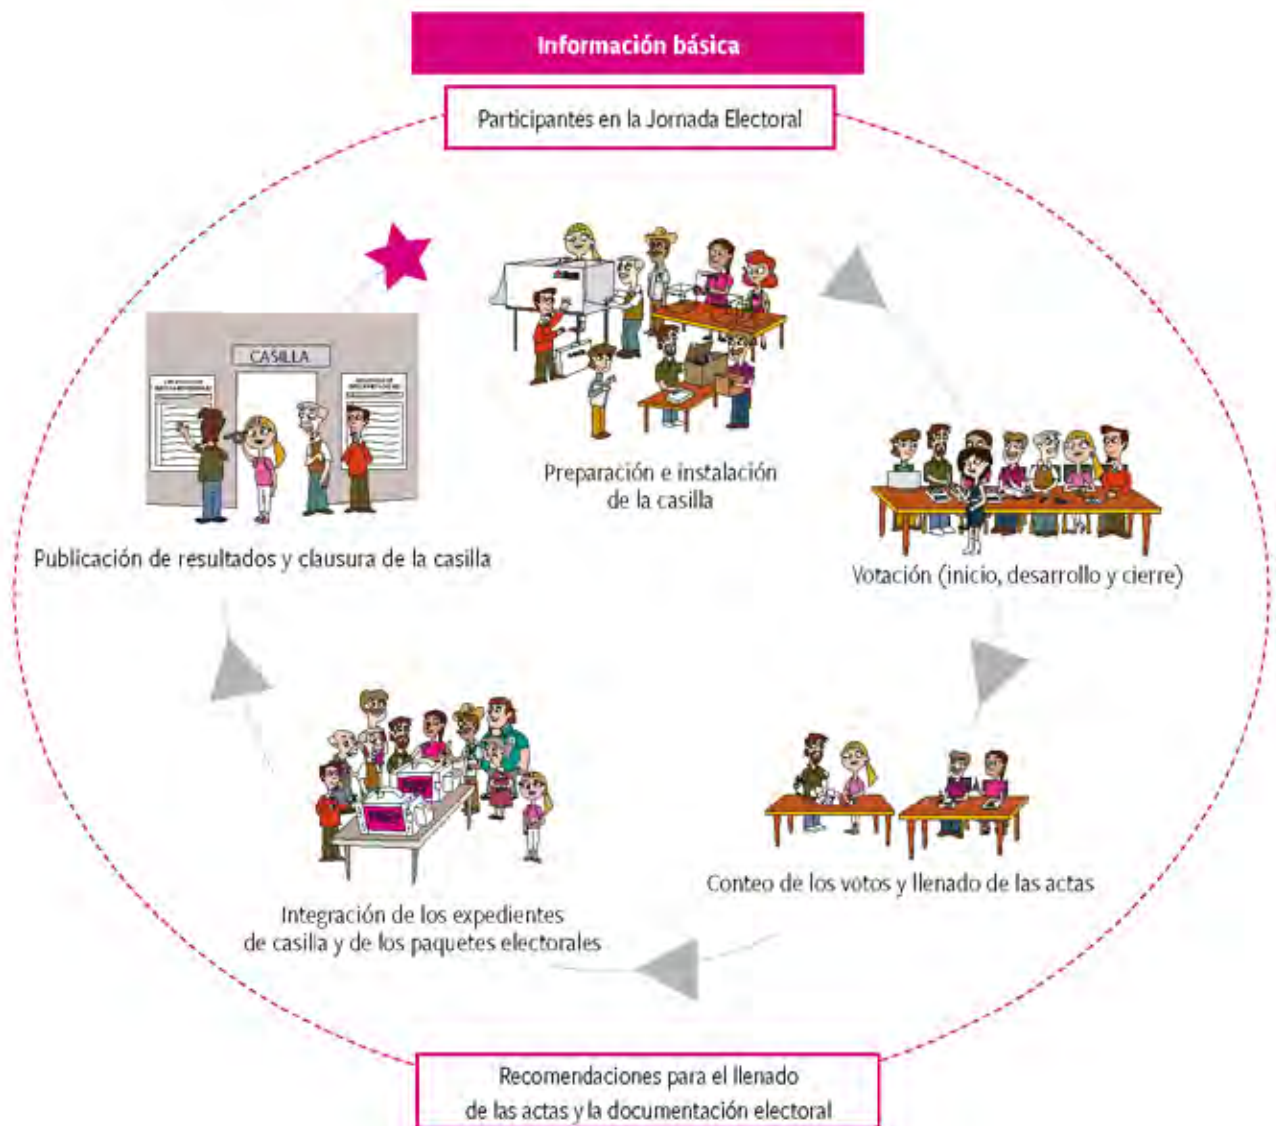 Información básica
Participantes en la Jornada Electoral
CASILLA
Preparación e instalación
de la casilla
Publicación de resultados y clausura de la casilla
Votación (inicio, desarrollo y cierre)
Conteo de los votos y llenado de las actas
Integración de los expedientes
de casilla y de los paquetes electorales
Recomendaciones para el llenado
de las actas y la documentación electoral